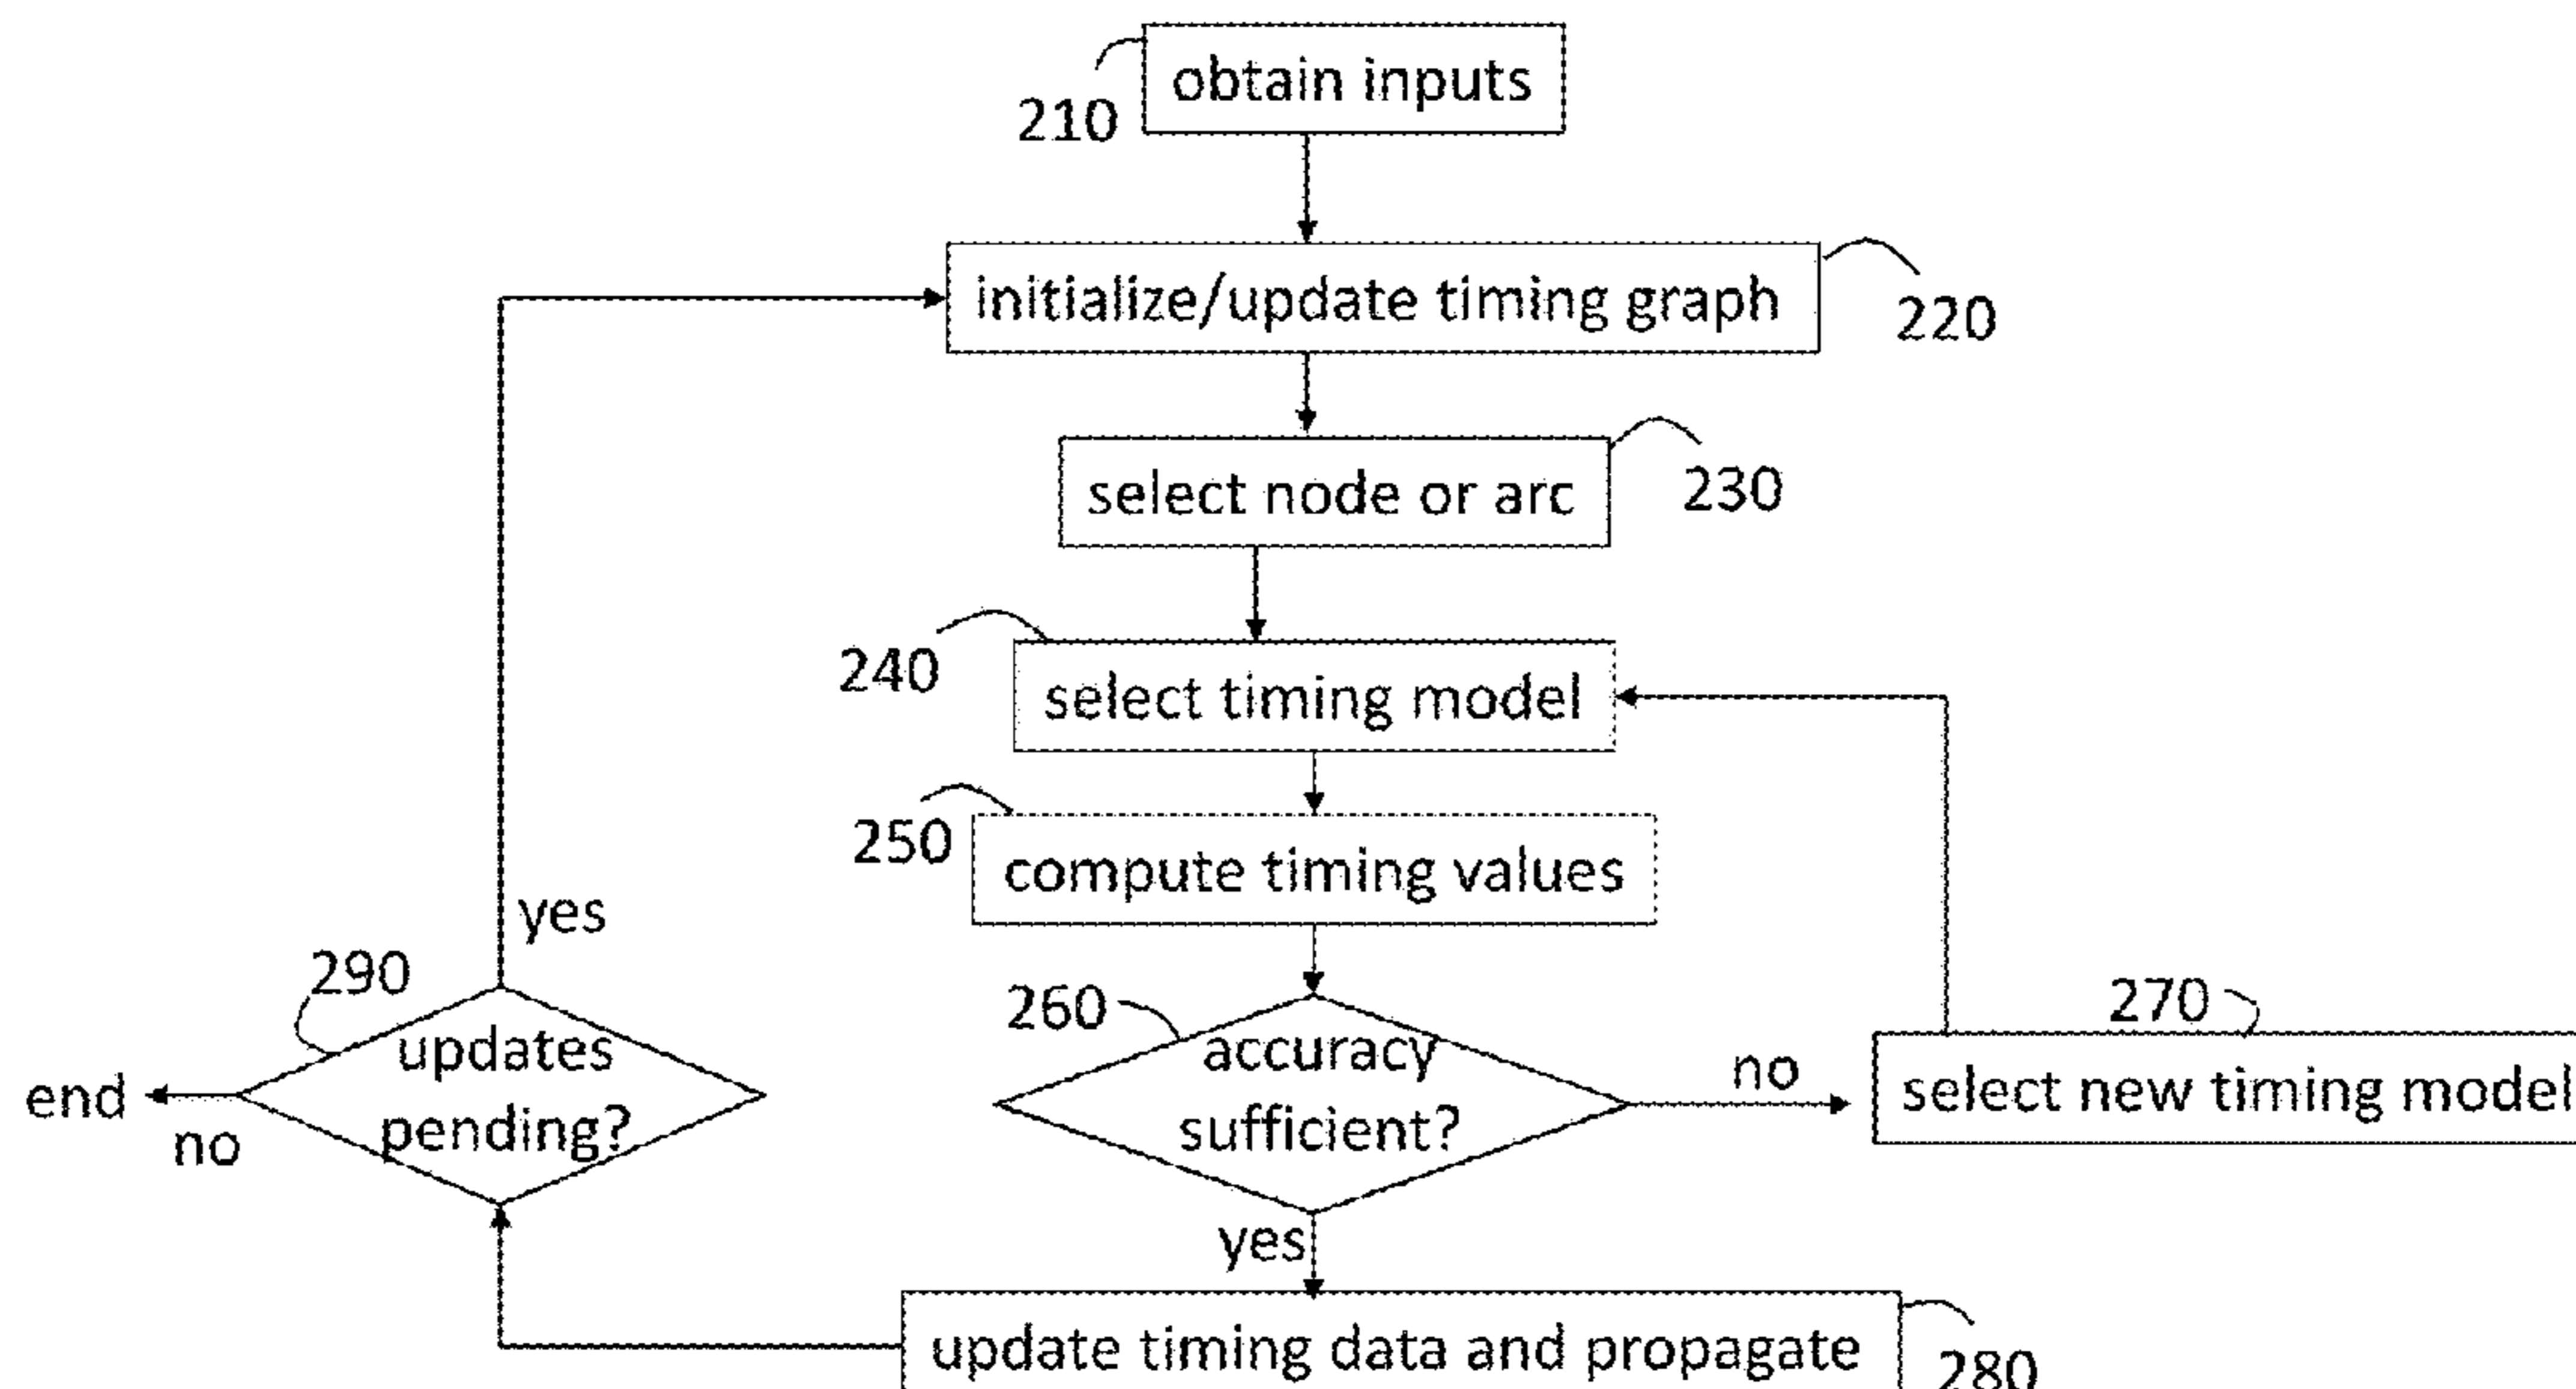 obtain inputs
210
initialize/update timing graph
220
select node or arc
230
240
select timing model
250
compute timing values
yes
290
updates
pending?
end
no
260
accuracy
sufficient?
no
270
select new timing model
yes
update timing data and propagate
280